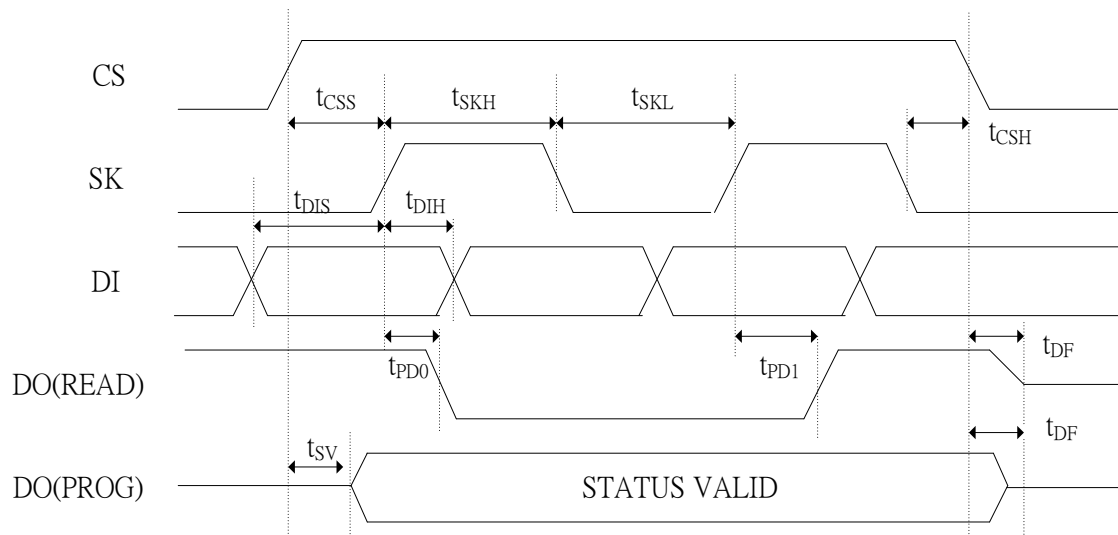 CS
tCSS
tSKH
tSKL
tCSH
SK
tDIS
tDIH
DI
tPD0
tPD1
tDF
DO(READ)
tDF
tSV
DO(PROG)
STATUS VALID